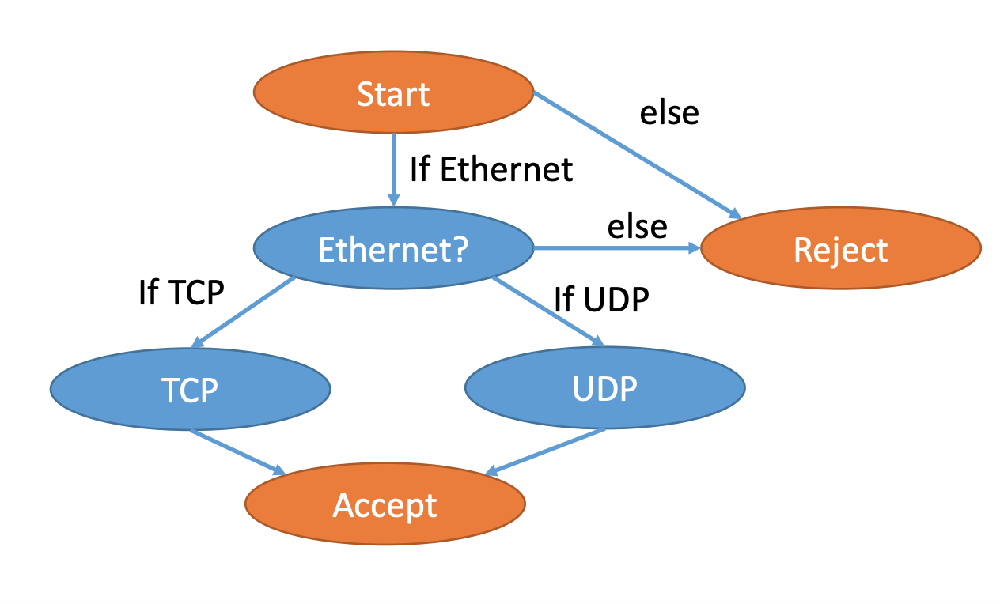 Start
else
If Ethernet
else
Ethernet?
Reject
If TCP
If UDP
TCP
UDP
Accept